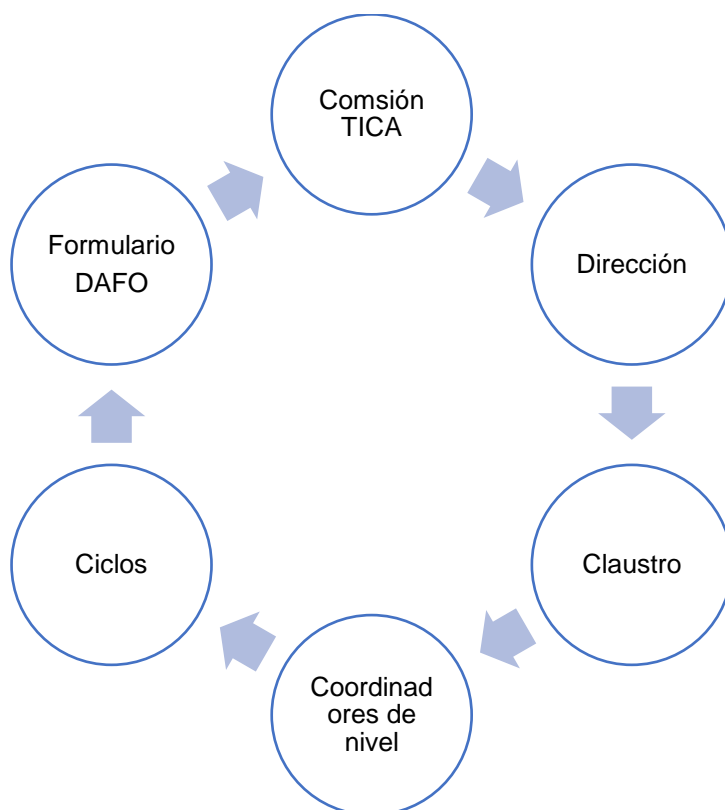 Comsión
TICA
Dirección
Claustro
Coordinad
ores de
nivel
Ciclos
Formulario
DAFO